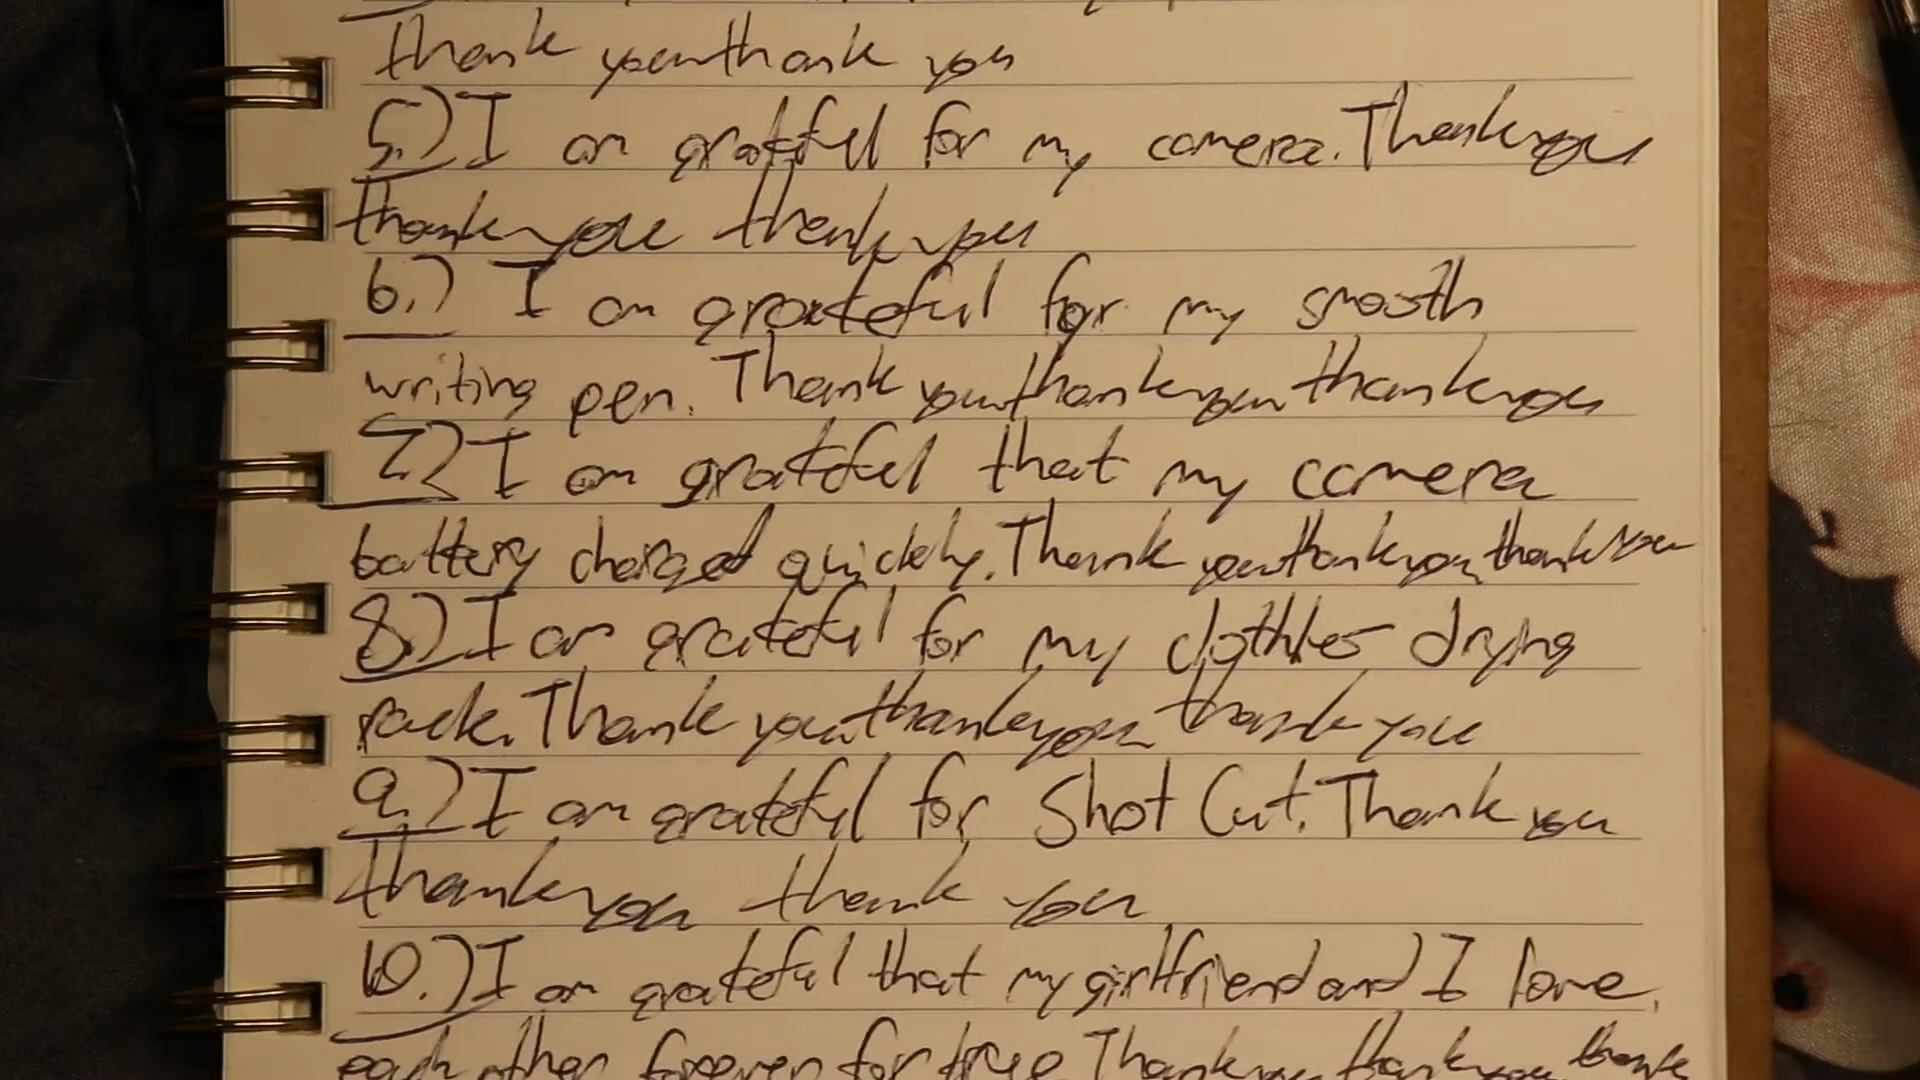 thank you thank you
5.) I am grateful for my camera. Thank you
thank you thank you
6.) I am grateful for my smooth
writing pen. Thank you thank you thank you
7.) I am grateful that my camera
battery charged quickly. Thank you thank you thank you
8.) I am grateful for my clothes drying
rack. Thank you thank you thank you
9.) I am grateful for Shot Cut. Thank you
thank you thank you
10.) I am grateful that my girlfriend and I love
each other forever for true. Thank you thank you thank